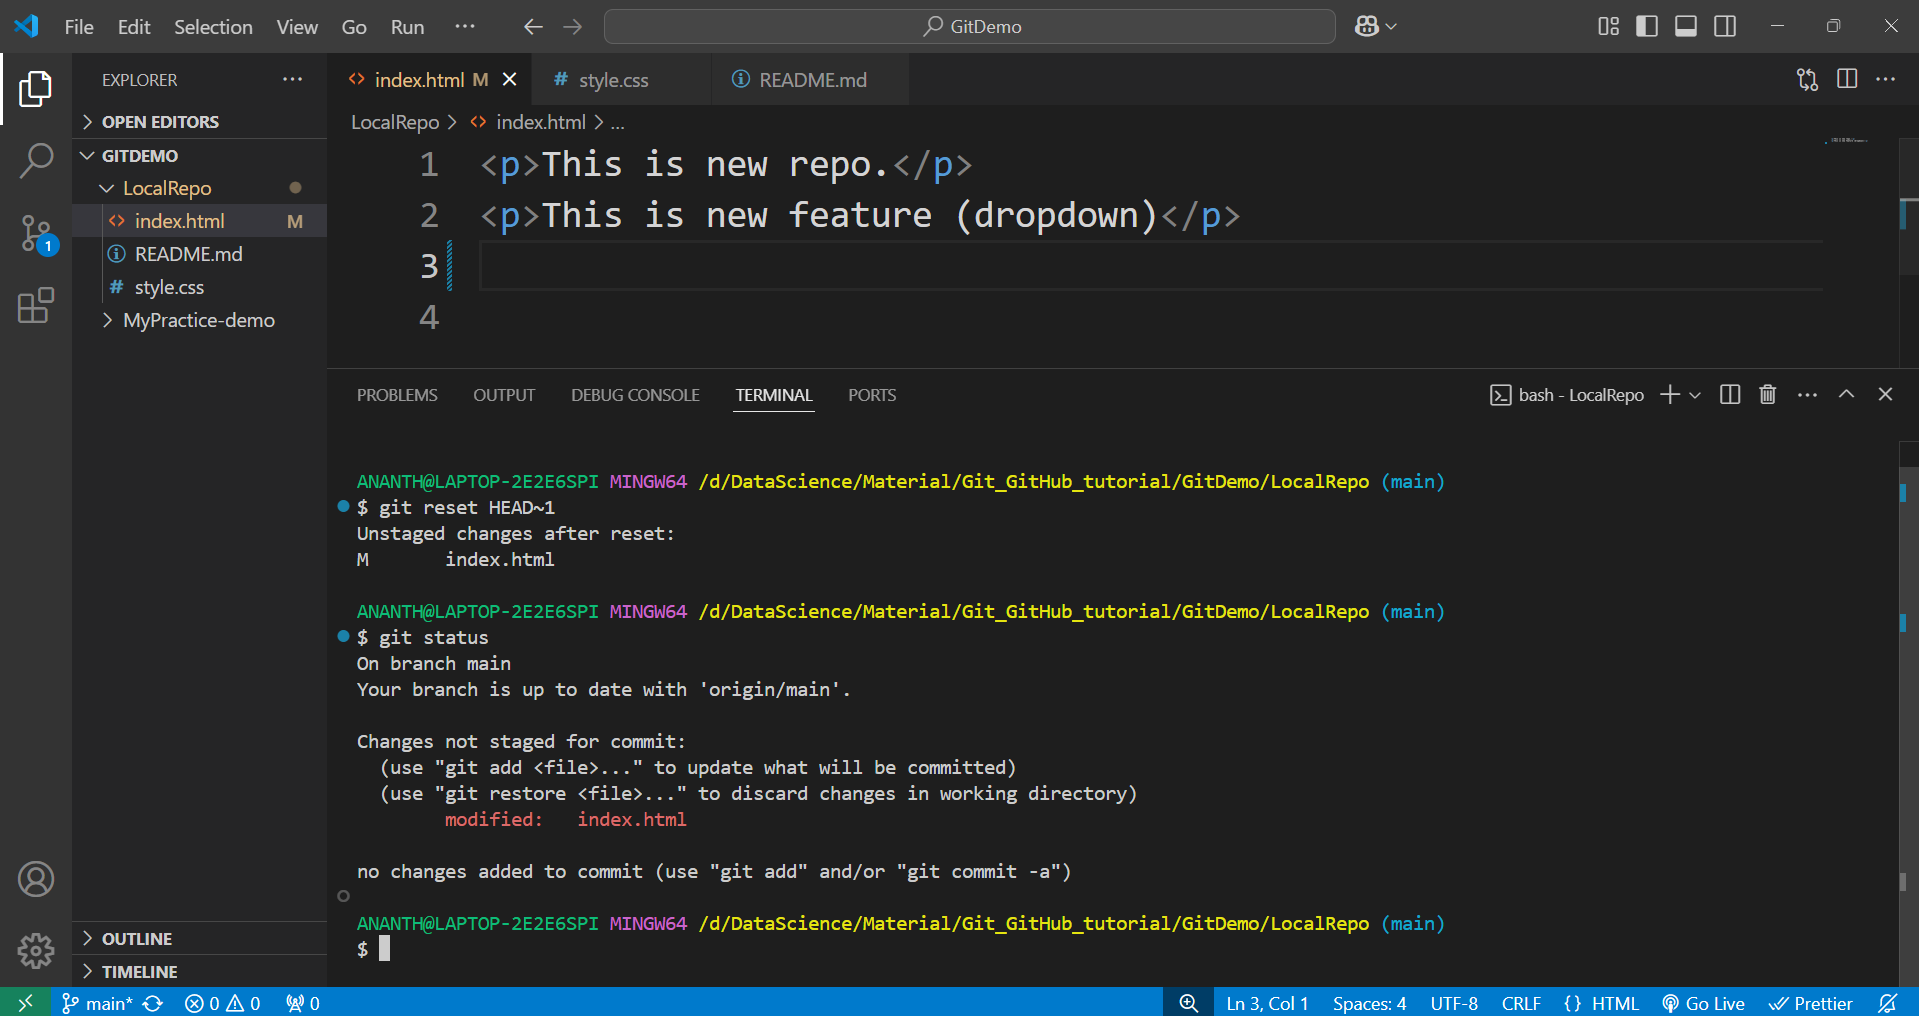 File Edit Selection View Go Run ··· GitDemo
EXPLORER ···
index.html M
style.css
README.md
OPEN EDITORS
GITDEMO
LocalRepo
index.html M
README.md
style.css
MyPractice-demo
LocalRepo > index.html > ...
1 <p>This is new repo.</p>
2 <p>This is new feature (dropdown)</p>
3
4
PROBLEMS OUTPUT DEBUG CONSOLE TERMINAL PORTS bash - LocalRepo
ANANTH@LAPTOP-2E2E6SPI MINGW64 /d/DataScience/Material/Git_GitHub_tutorial/GitDemo/LocalRepo (main)
$ git reset HEAD~1
Unstaged changes after reset:
M index.html
ANANTH@LAPTOP-2E2E6SPI MINGW64 /d/DataScience/Material/Git_GitHub_tutorial/GitDemo/LocalRepo (main)
$ git status
On branch main
Your branch is up to date with 'origin/main'.
Changes not staged for commit:
(use "git add <file>..." to update what will be committed)
(use "git restore <file>..." to discard changes in working directory)
modified: index.html
no changes added to commit (use "git add" and/or "git commit -a")
ANANTH@LAPTOP-2E2E6SPI MINGW64 /d/DataScience/Material/Git_GitHub_tutorial/GitDemo/LocalRepo (main)
$
1
OUTLINE
TIMELINE
main* 0 0 0 Ln 3, Col 1 Spaces: 4 UTF-8 CRLF {} HTML Go Live Prettier